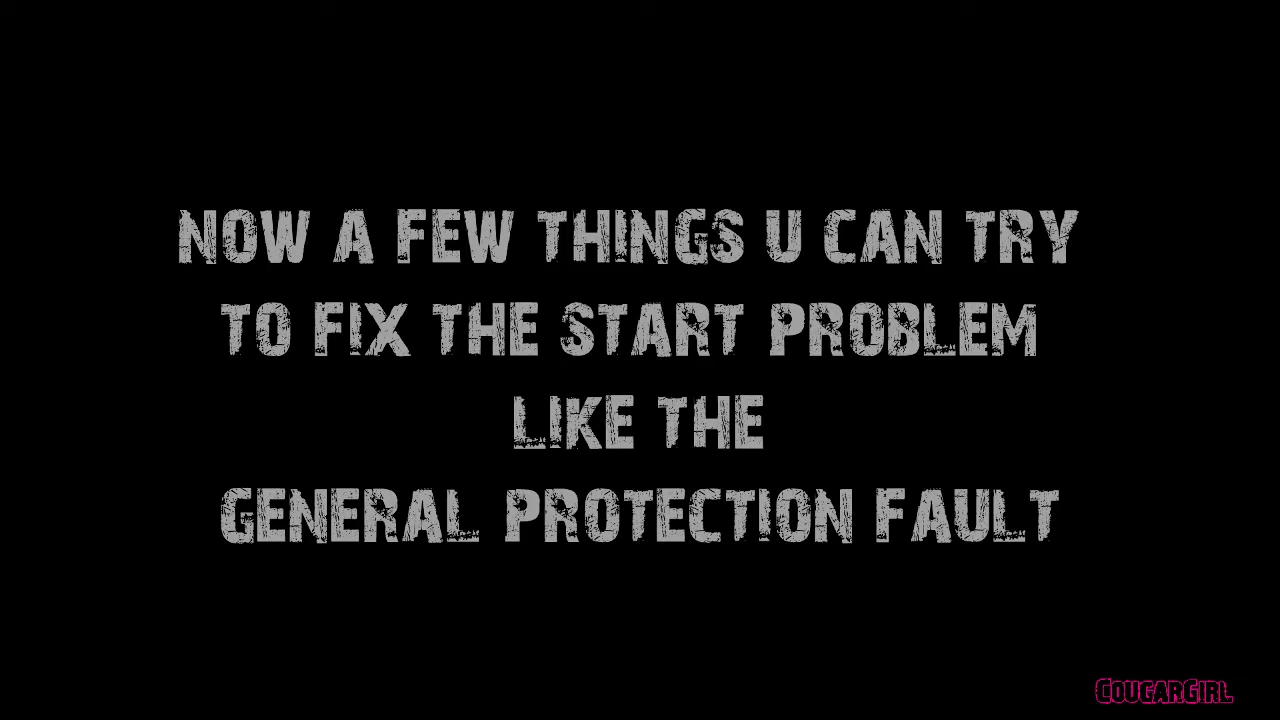 NOW A FEW THINGS U CAN TRY
TO FIX THE START PROBLEM
LIKE THE
GENERAL PROTECTION FAULT
COUGARGIRL